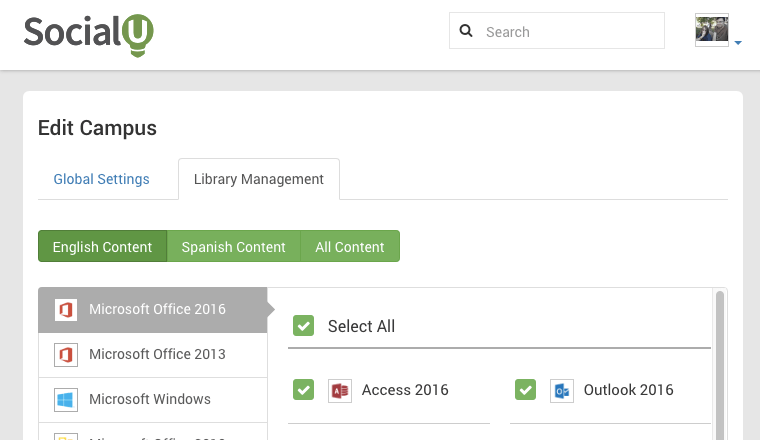 SocialU
Search
Edit Campus
Global Settings
Library Management
English Content
Spanish Content
All Content
Microsoft Office 2016
Microsoft Office 2013
Microsoft Windows
Select All
Access 2016
Outlook 2016